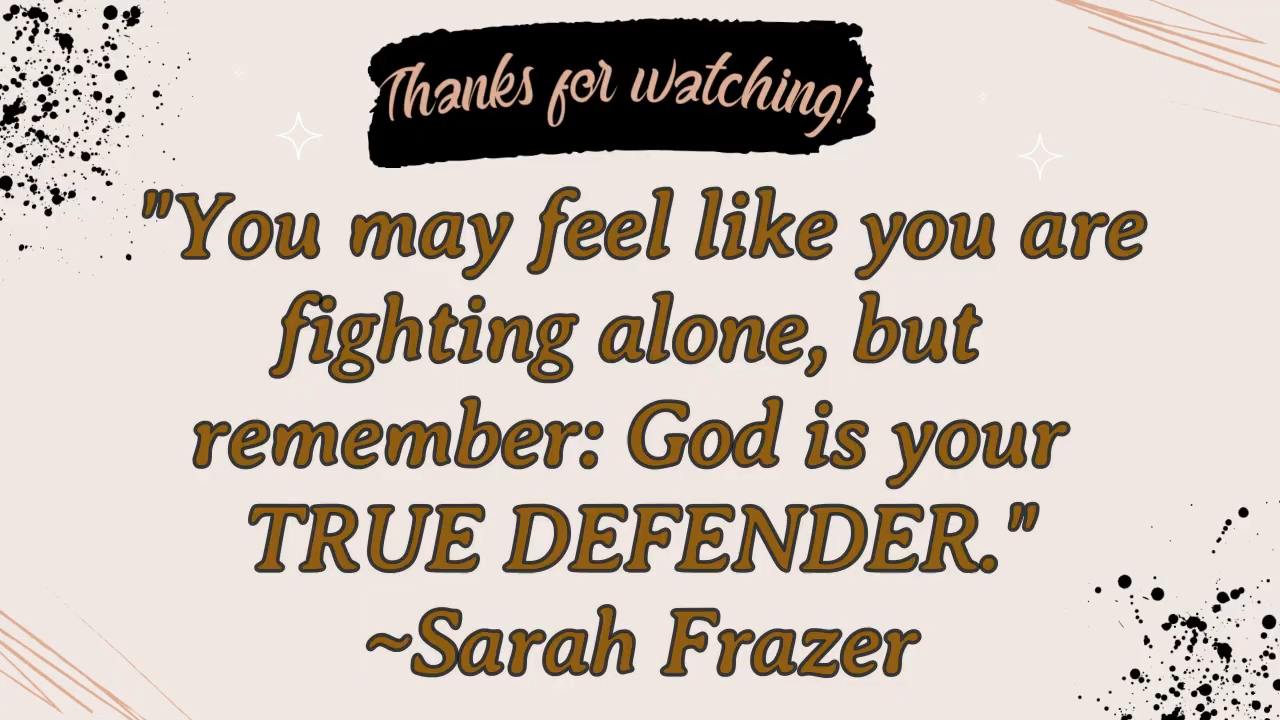 Thanks for watching!
"You may feel like you are
fighting alone, but
remember: God is your
TRUE DEFENDER."
~Sarah Frazer